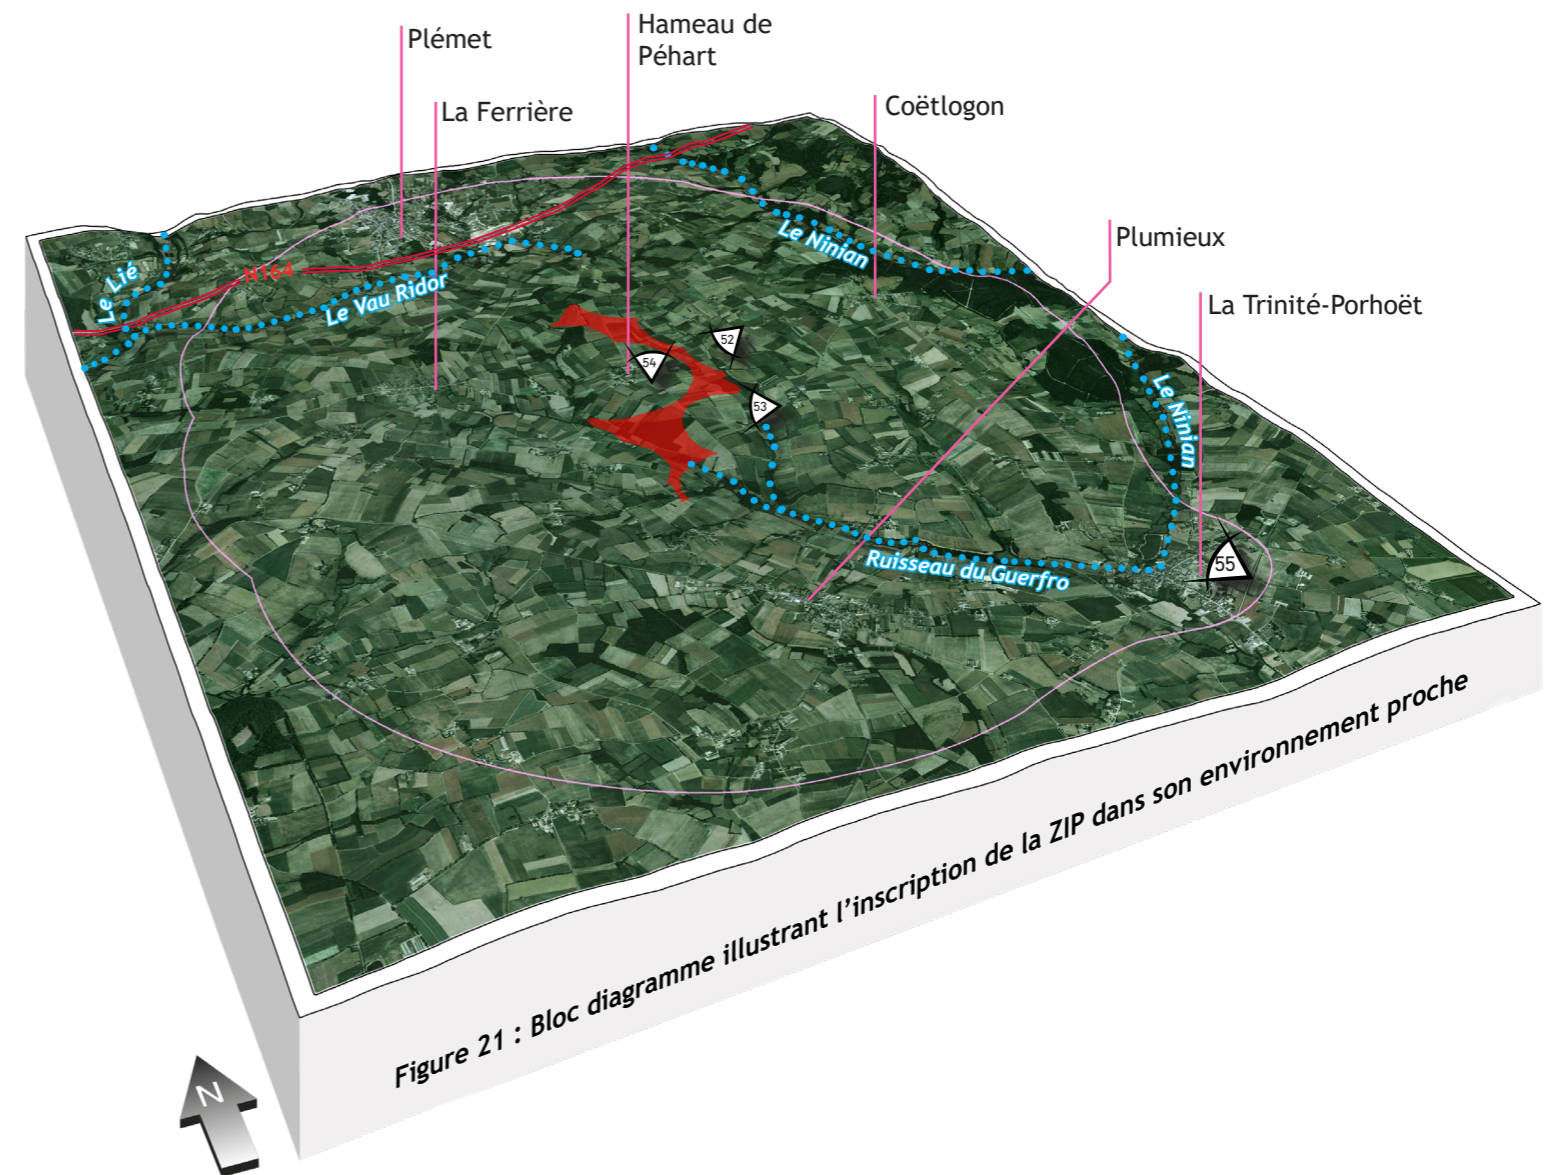 Plémet
Hameau de
Péhart
La Ferrière
Coëtlogon
Plumieux
La Trinité-Porhoët
Le Lié
N164
Le Vau Ridor
Le Ninian
Le Ninian
52
54
53
55
Ruisseau du Guerfro
Figure 21 : Bloc diagramme illustrant l’inscription de la ZIP dans son environnement proche
N